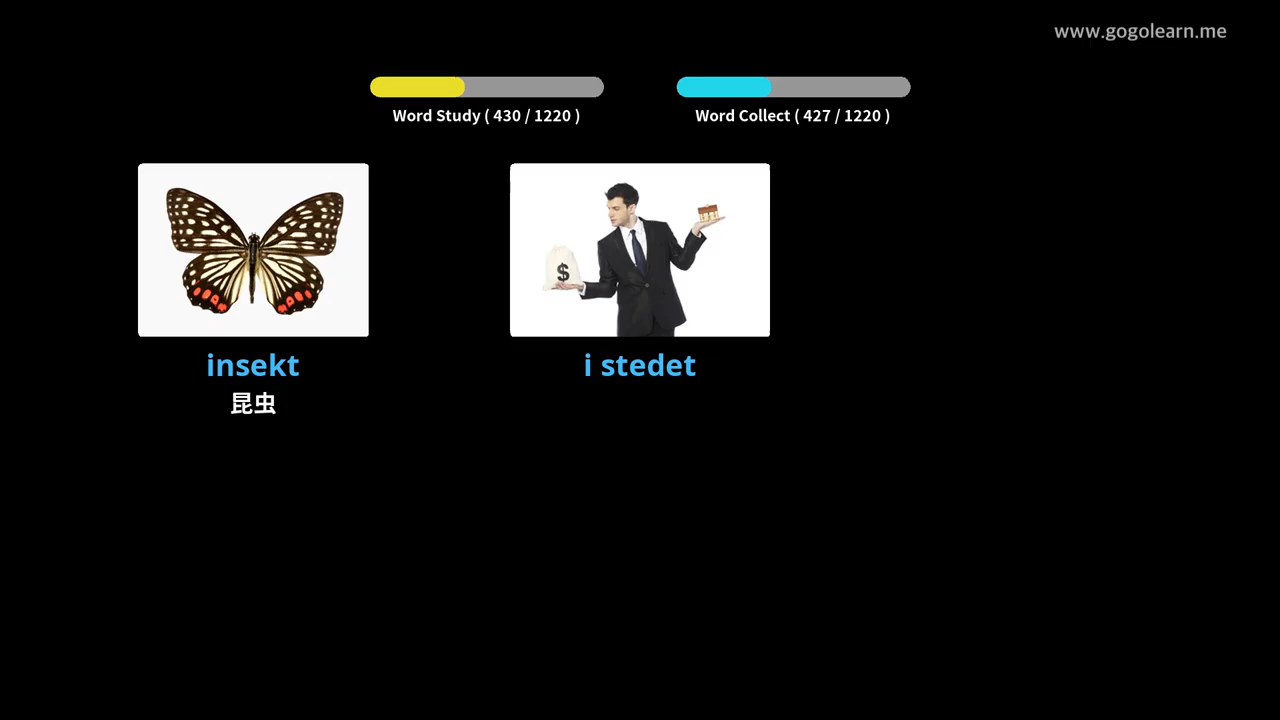 www.gogolearn.me
Word Study ( 430 / 1220 )
Word Collect ( 427 / 1220 )
$
insekt
昆虫
i stedet